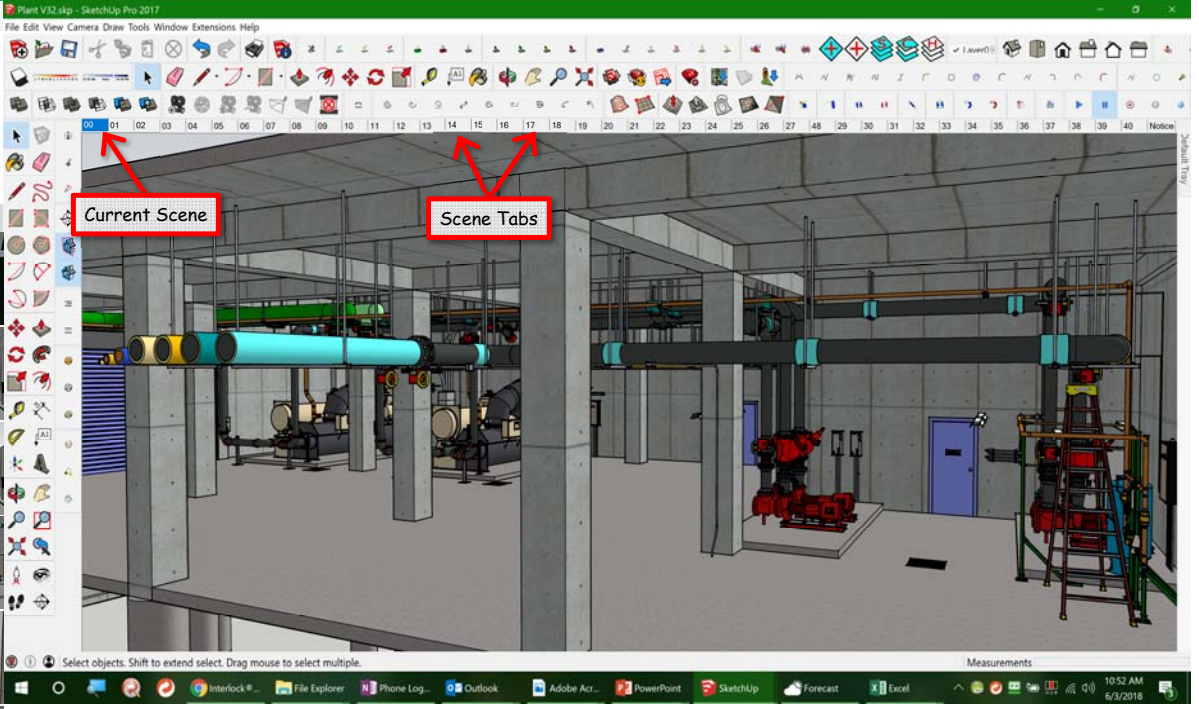 Plant V32.skp - SketchUp Pro 2017
File Edit View Camera Draw Tools Window Extensions Help
A1
00 01 02 03 04 05 06 07 08 09 10 11 12 13 14 15 16 17 18 19 20 21 22 23 24 25 26 27 48 29 30 31 32 33 34 35 36 37 38 39 40 Notice
Default Tray
Current Scene
Scene Tabs
A1
Select objects. Shift to extend select. Drag mouse to select multiple.
Measurements
Interlock®... File Explorer Phone Log... Outlook Adobe Acr... PowerPoint SketchUp Forecast Excel
10:52 AM
6/3/2018